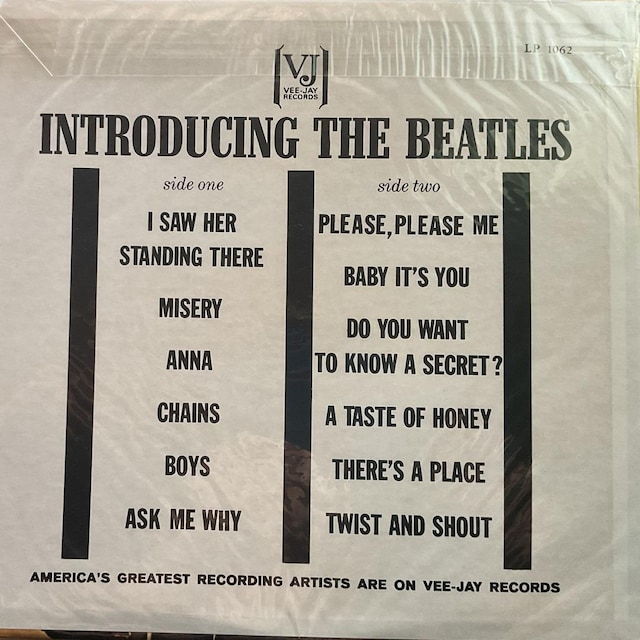 LP 1062
VJ
VEE-JAY
RECORDS
INTRODUCING THE BEATLES
side one
I SAW HER
STANDING THERE
MISERY
ANNA
CHAINS
BOYS
ASK ME WHY
side two
PLEASE, PLEASE ME
BABY IT'S YOU
DO YOU WANT
TO KNOW A SECRET?
A TASTE OF HONEY
THERE'S A PLACE
TWIST AND SHOUT
AMERICA'S GREATEST RECORDING ARTISTS ARE ON VEE-JAY RECORDS